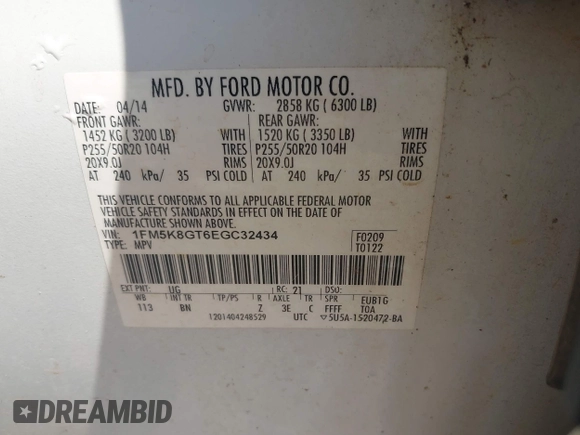 MFD. BY FORD MOTOR CO.
DATE: 04/14 GVWR: 2858 KG ( 6300 LB)
FRONT GAWR: REAR GAWR:
1452 KG ( 3200 LB) WITH 1520 KG ( 3350 LB) WITH
P255/50R20 104H TIRES P255/50R20 104H TIRES
20X9.0J RIMS 20X9.0J RIMS
AT 240 kPa/ 35 PSI COLD AT 240 kPa/ 35 PSI COLD
THIS VEHICLE CONFORMS TO ALL APPLICABLE FEDERAL MOTOR
VEHICLE SAFETY STANDARDS IN EFFECT ON THE DATE OF
MANUFACTURE SHOWN ABOVE.
VIN: 1FM5K8GT6EGC32434 F0209
TYPE: MPV T0122
EXT PNT: UG RC: 21 DSO:
WB INT TR TP/PS R AXLE TR SPR EUB1G
113 BN Z 3E C FFFF TOA
1201404248529 UTC ▽5U5A-1520472-BA
DREAMBID